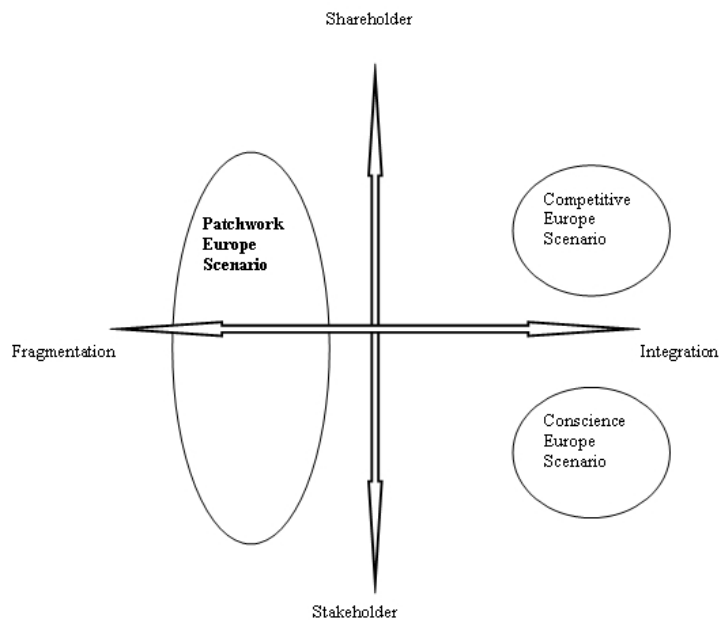 Shareholder
Patchwork
Europe
Scenario
Competitive
Europe
Scenario
Fragmentation
Integration
Conscience
Europe
Scenario
Stakeholder